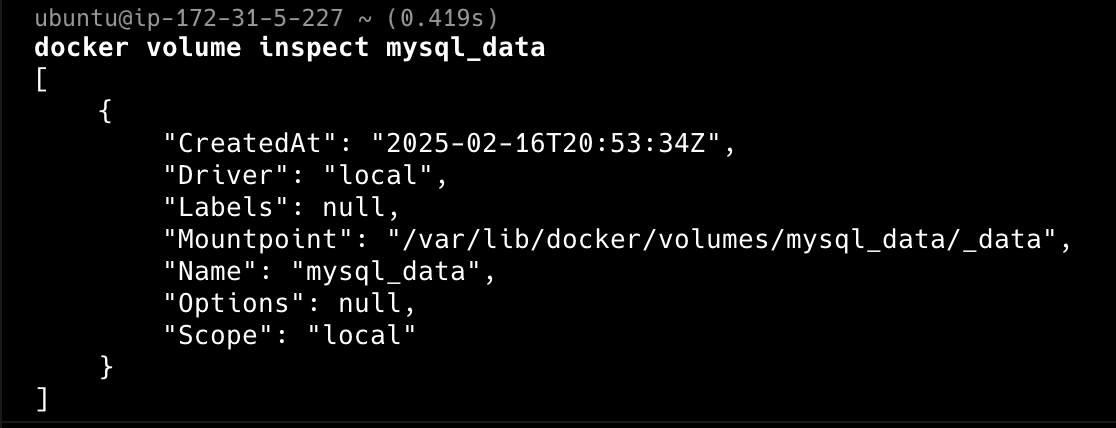 ubuntu@ip-172-31-5-227 ~ (0.419s)
docker volume inspect mysql_data
[
    {
        "CreatedAt": "2025-02-16T20:53:34Z",
        "Driver": "local",
        "Labels": null,
        "Mountpoint": "/var/lib/docker/volumes/mysql_data/_data",
        "Name": "mysql_data",
        "Options": null,
        "Scope": "local"
    }
]